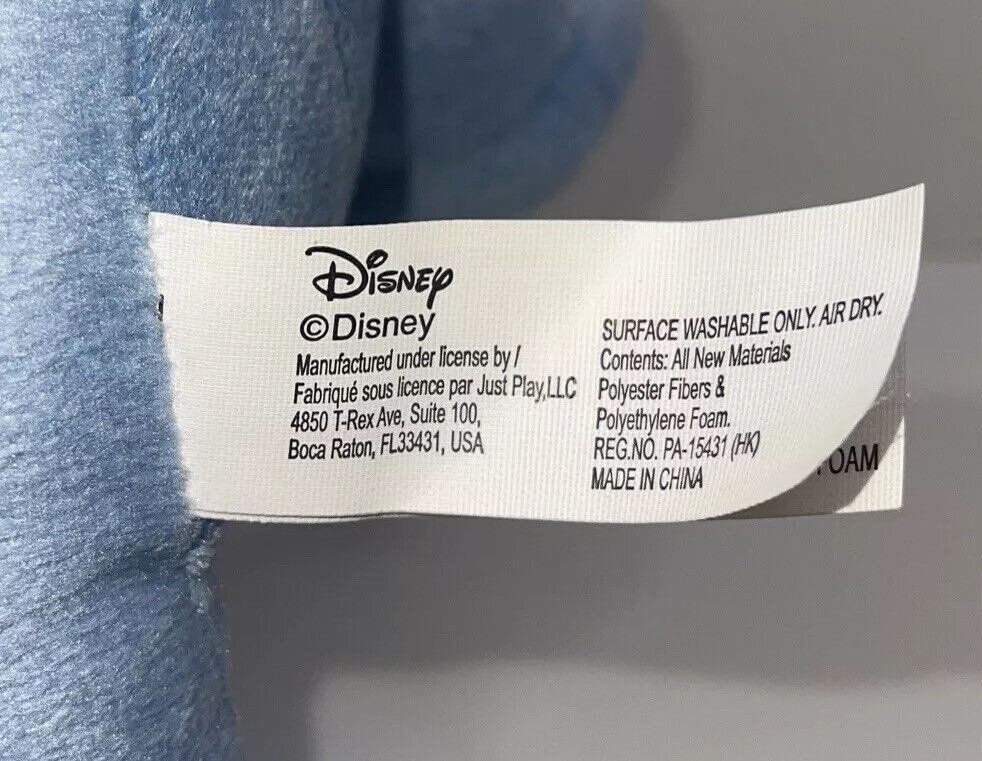 Disney
©Disney
Manufactured under license by /
Fabriqué sous licence par Just Play,LLC
4850 T-Rex Ave, Suite 100,
Boca Raton, FL33431, USA
SURFACE WASHABLE ONLY. AIR DRY.
Contents: All New Materials
Polyester Fibers &
Polyethylene Foam.
REG.NO. PA-15431 (HK)
MADE IN CHINA